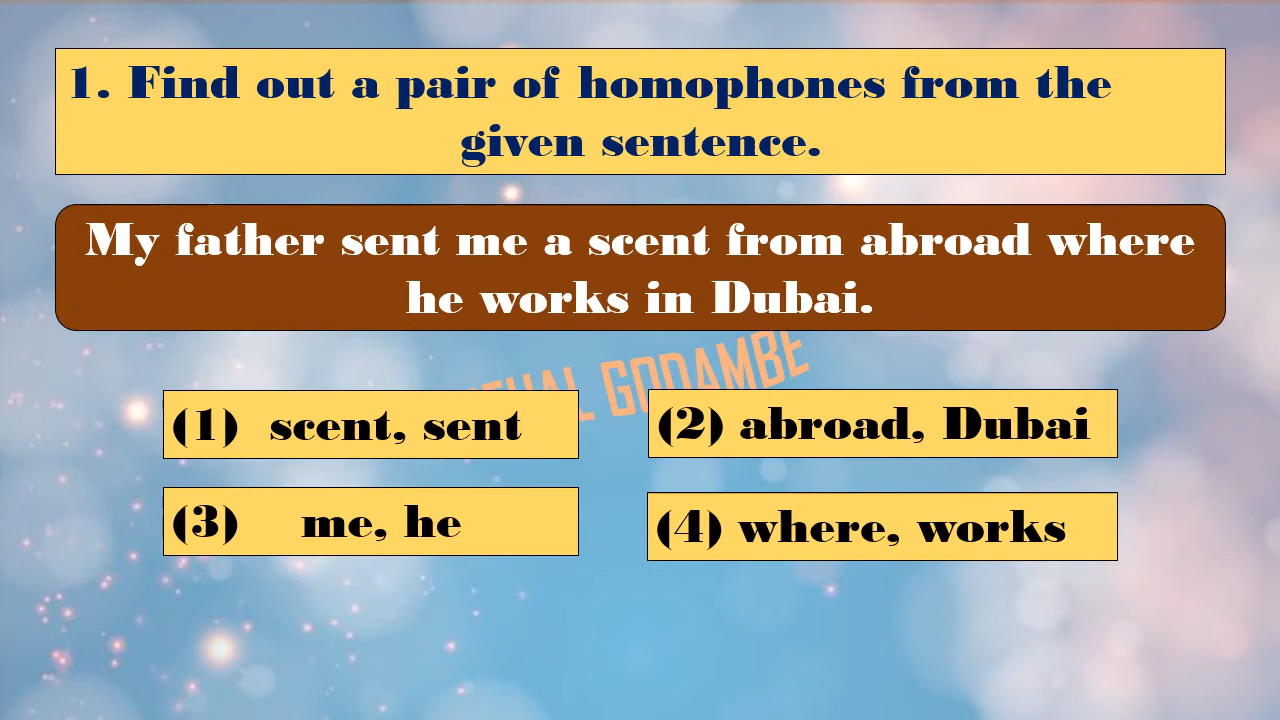 1. Find out a pair of homophones from the
given sentence.
My father sent me a scent from abroad where
he works in Dubai.
GODAMBE
(1) scent, sent
(2) abroad, Dubai
(3) me, he
(4) where, works